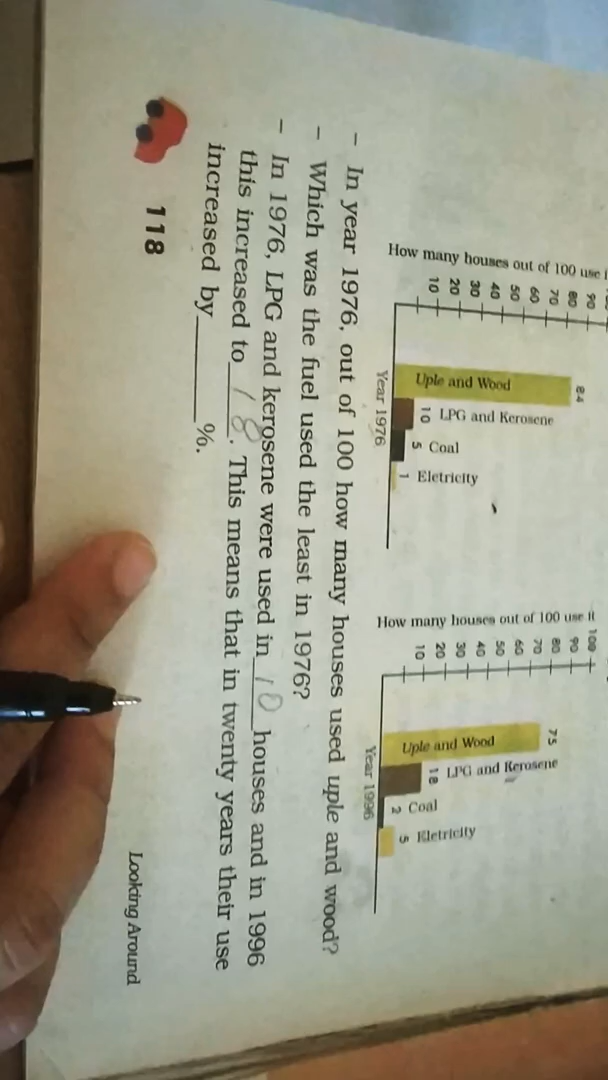 How many houses out of 100 use i
90
80
70
60
50
40
30
20
10
84
Uple and Wood
10 LPG and Kerosene
5 Coal
1 Eletricity
Year 1976
How many houses out of 100 use it
100
90
80
70
60
50
40
30
20
10
75
Uple and Wood
18 LPG and Kerosene
2 Coal
5 Eletricity
Year 1996
– In year 1976, out of 100 how many houses used uple and wood?
– Which was the fuel used the least in 1976?
– In 1976, LPG and kerosene were used in 10 houses and in 1996
this increased to 18. This means that in twenty years their use
increased by______%.
118
Looking Around